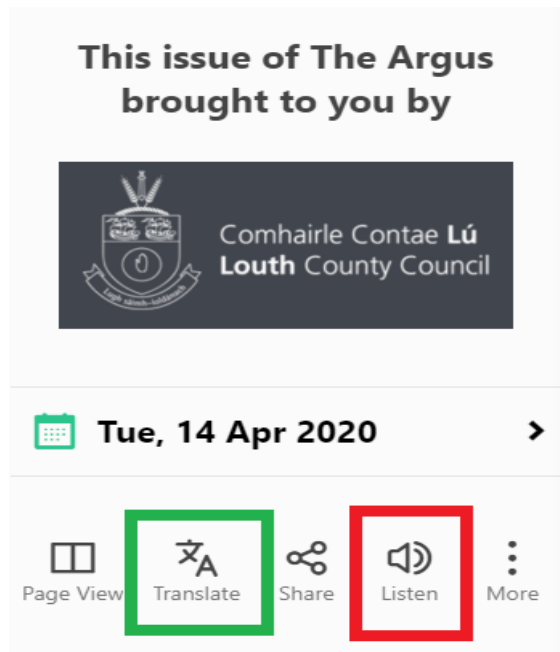 This issue of The Argus
brought to you by
Comhairle Contae Lú
Louth County Council
Tue, 14 Apr 2020
Page View Translate Share Listen More